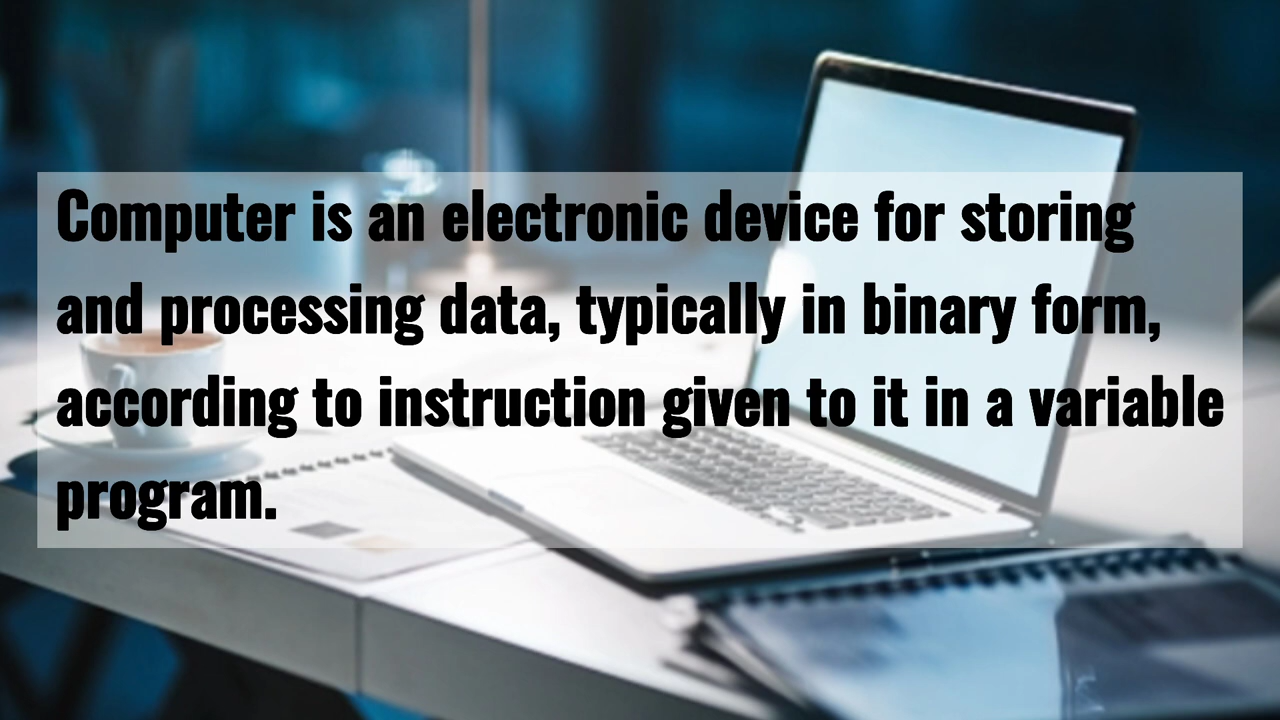 Computer is an electronic device for storing
and processing data, typically in binary form,
according to instruction given to it in a variable
program.